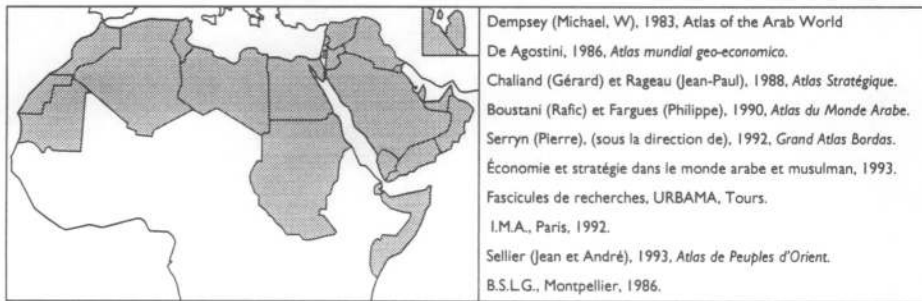 Dempsey (Michael, W), 1983, Atlas of the Arab World
De Agostini, 1986, Atlas mundial geo-economico.
Chaliand (Gérard) et Rageau (Jean-Paul), 1988, Atlas Stratégique.
Boustani (Rafic) et Fargues (Philippe), 1990, Atlas du Monde Arabe.
Serryn (Pierre), (sous la direction de), 1992, Grand Atlas Bordas.
Économie et stratégie dans le monde arabe et musulman, 1993.
Fascicules de recherches, URBAMA, Tours.
I.M.A., Paris, 1992.
Sellier (Jean et André), 1993, Atlas de Peuples d'Orient.
B.S.L.G., Montpellier, 1986.